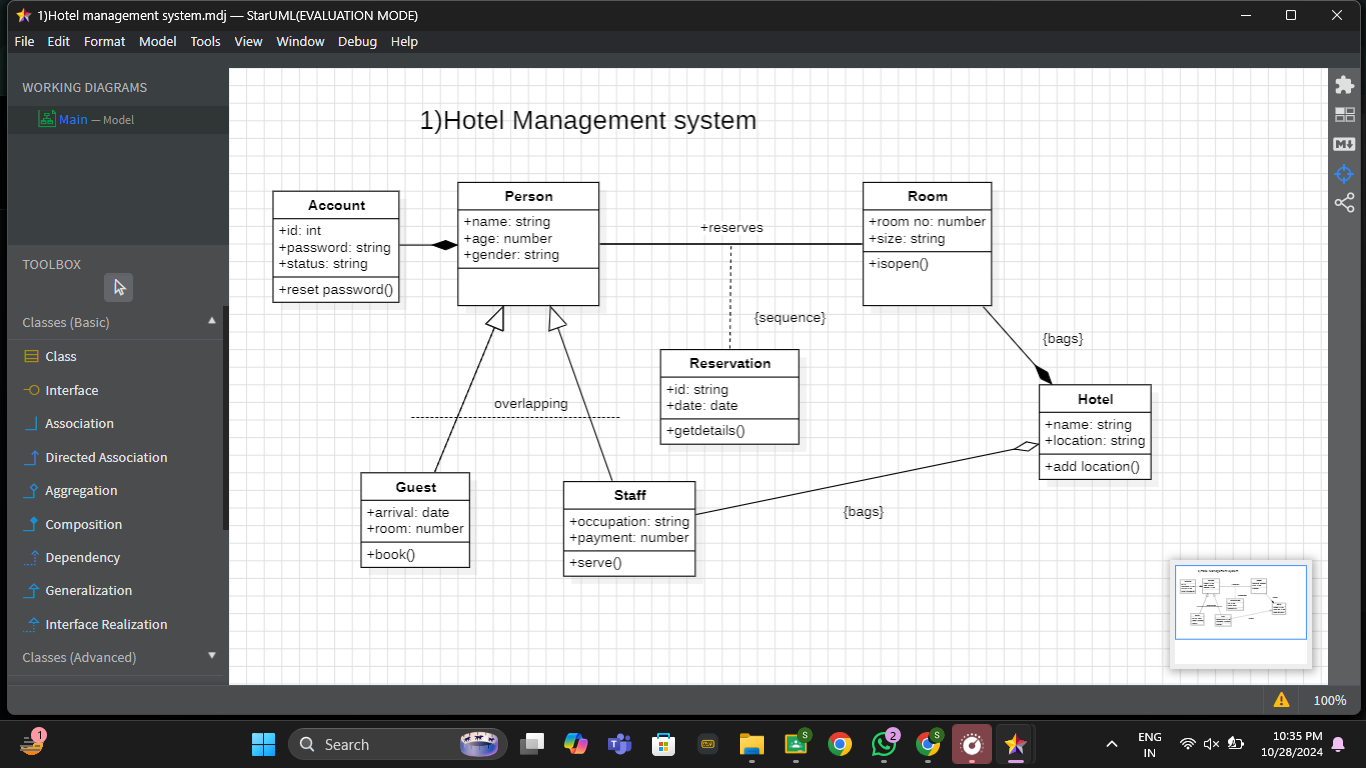 1)Hotel management system.mdj — StarUML(EVALUATION MODE)
File Edit Format Model Tools View Window Debug Help
WORKING DIAGRAMS
Main — Model
TOOLBOX
Classes (Basic)
Class
Interface
Association
Directed Association
Aggregation
Composition
Dependency
Generalization
Interface Realization
Classes (Advanced)
1)Hotel Management system
Account
+id: int
+password: string
+status: string
+reset password()
Person
+name: string
+age: number
+gender: string
+reserves
Room
+room no: number
+size: string
+isopen()
{sequence}
{bags}
Reservation
+id: string
+date: date
+getdetails()
Hotel
+name: string
+location: string
+add location()
overlapping
Guest
+arrival: date
+room: number
+book()
Staff
+occupation: string
+payment: number
+serve()
{bags}
100%
1
Search
S
2
S
ENG
IN
10:35 PM
10/28/2024